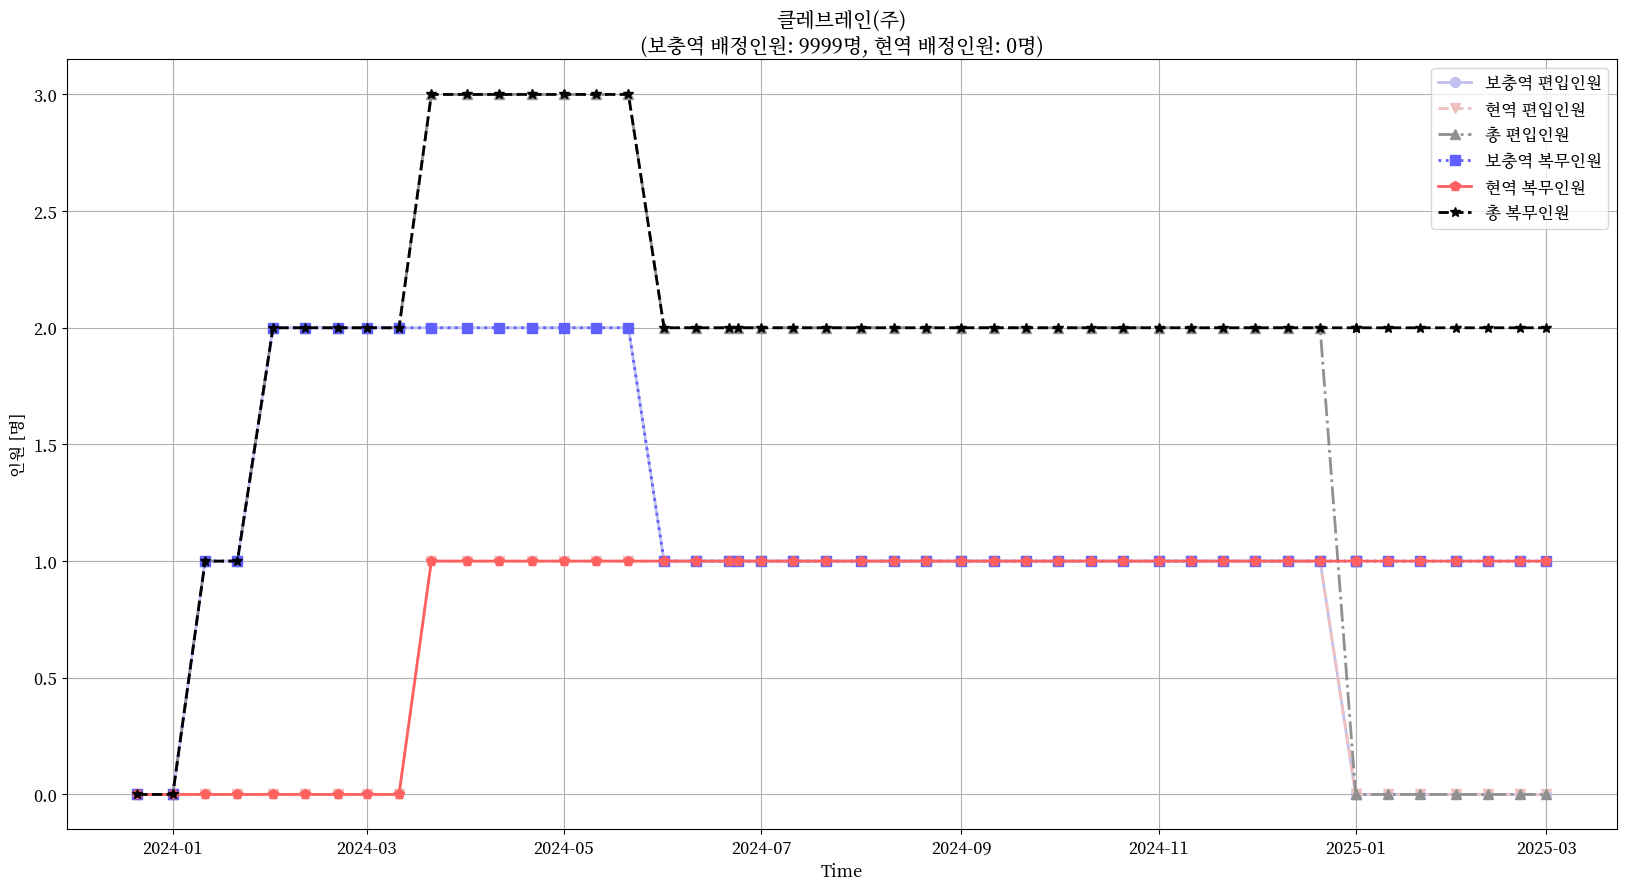 클레브레인(주)
(보충역 배정인원: 9999명, 현역 배정인원: 0명)
보충역 편입인원
현역 편입인원
총 편입인원
보충역 복무인원
현역 복무인원
총 복무인원
3.0
2.5
2.0
1.5
1.0
0.5
0.0
인원 [명]
2024-01
2024-03
2024-05
2024-07
2024-09
2024-11
2025-01
2025-03
Time